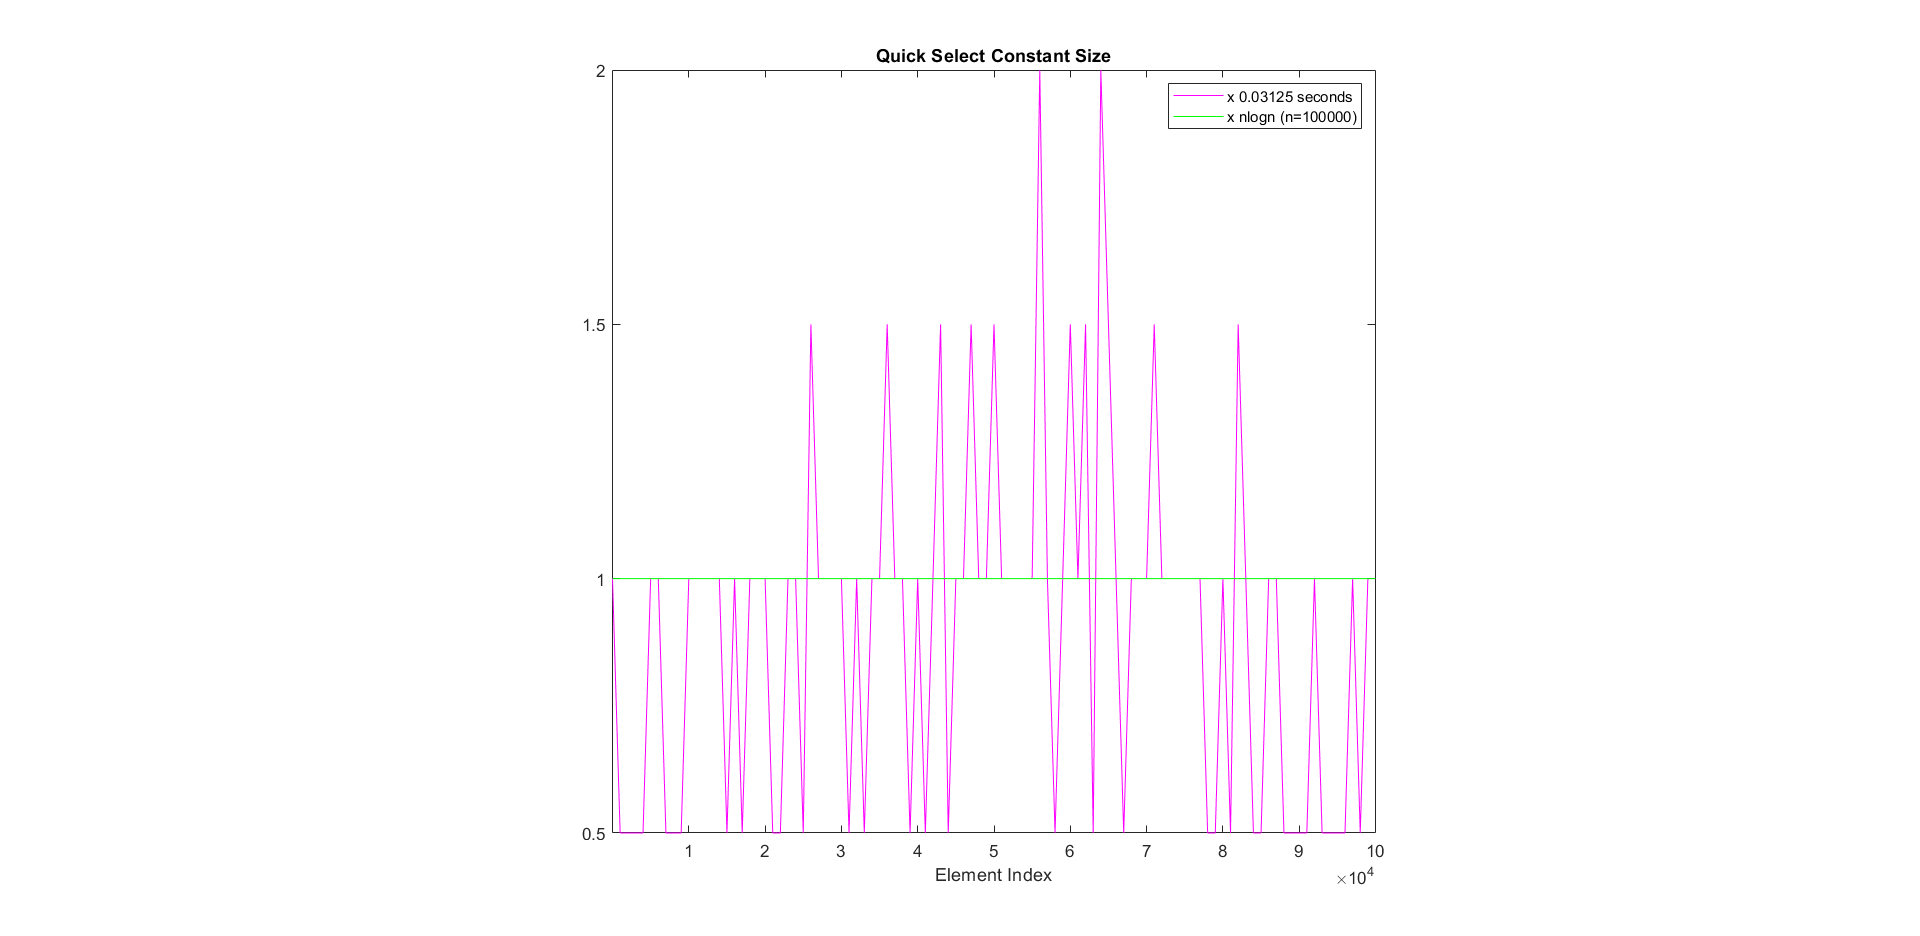 Quick Select Constant Size
x 0.03125 seconds
x nlogn (n=100000)
2
1.5
1
0.5
1 2 3 4 5 6 7 8 9 10
Element Index
×10^4